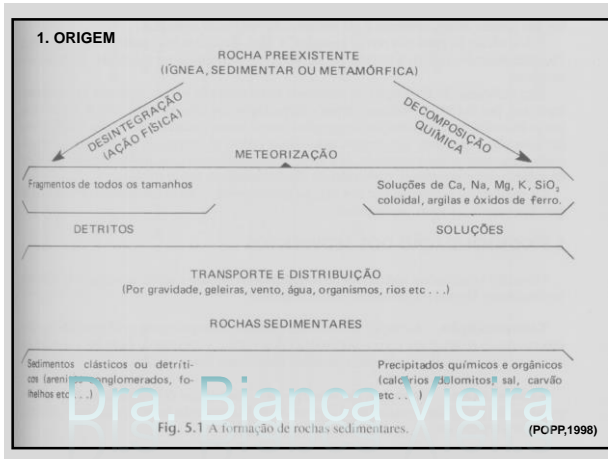 1. ORIGEM
ROCHA PREEXISTENTE
(ÍGNEA, SEDIMENTAR OU METAMÓRFICA)
DESINTEGRAÇÃO
(AÇÃO FÍSICA)
DECOMPOSIÇÃO
QUÍMICA
METEORIZAÇÃO
Fragmentos de todos os tamanhos
Soluções de Ca, Na, Mg, K, SiO₂
coloidal, argilas e óxidos de ferro.
DETRITOS
SOLUÇÕES
TRANSPORTE E DISTRIBUIÇÃO
(Por gravidade, geleiras, vento, água, organismos, rios etc . . .)
ROCHAS SEDIMENTARES
Sedimentos clásticos ou detríti-
cos (arenitos, conglomerados, fo-
lhelhos etc . . .)
Precipitados químicos e orgânicos
(calcários, dolomitos, sal, carvão
etc . . .)
Dra. Bianca Vieira
Fig. 5.1 A formação de rochas sedimentares.
(POPP,1998)